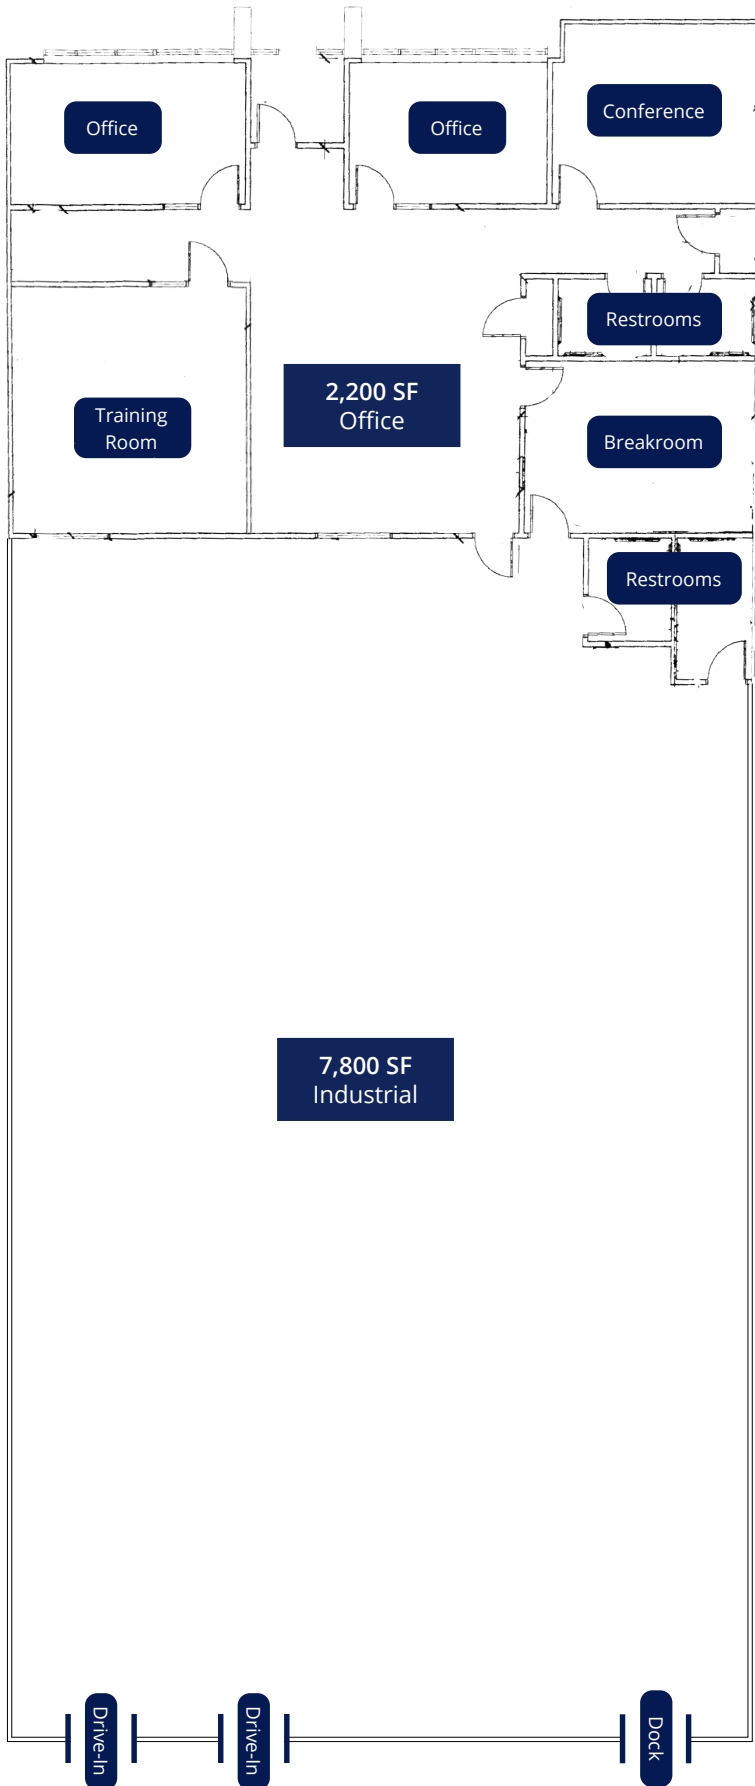 Office
Office
Conference
Restrooms
2,200 SF
Office
Training
Room
Breakroom
Restrooms
7,800 SF
Industrial
Drive-In
Drive-In
Dock